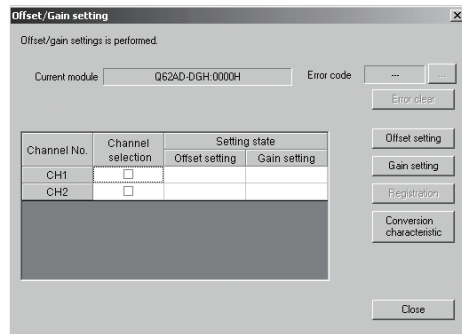 Offset/Gain setting
Offset/gain settings is performed.
Current module Q62AD-DGH:0000H Error code --- ...
Error clear
Channel No. Channel selection Setting state
Offset setting Gain setting
CH1
CH2
Offset setting
Gain setting
Registration
Conversion
characteristic
Close